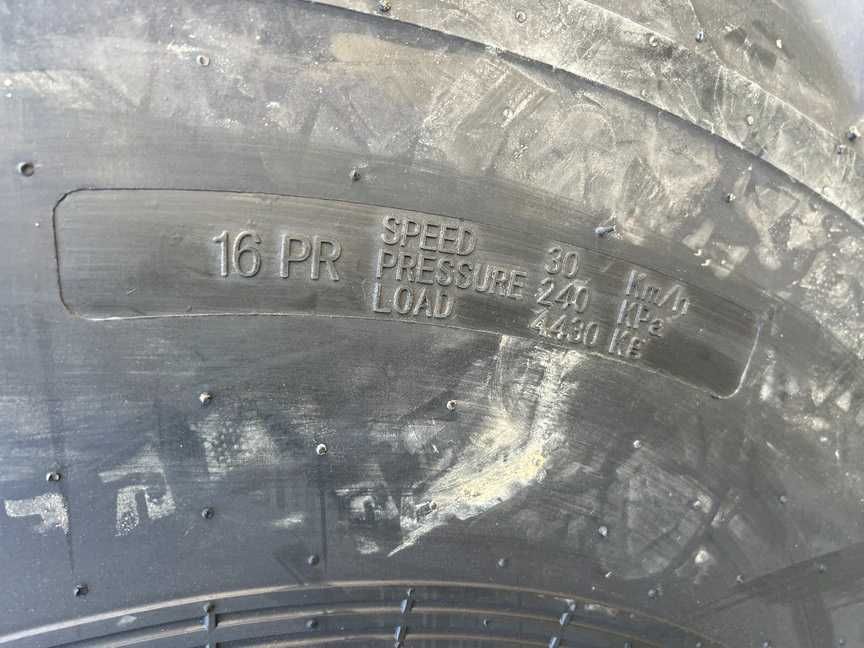 16 PR
SPEED 30 Km/h
PRESSURE 240 KPa
LOAD 4430 KG